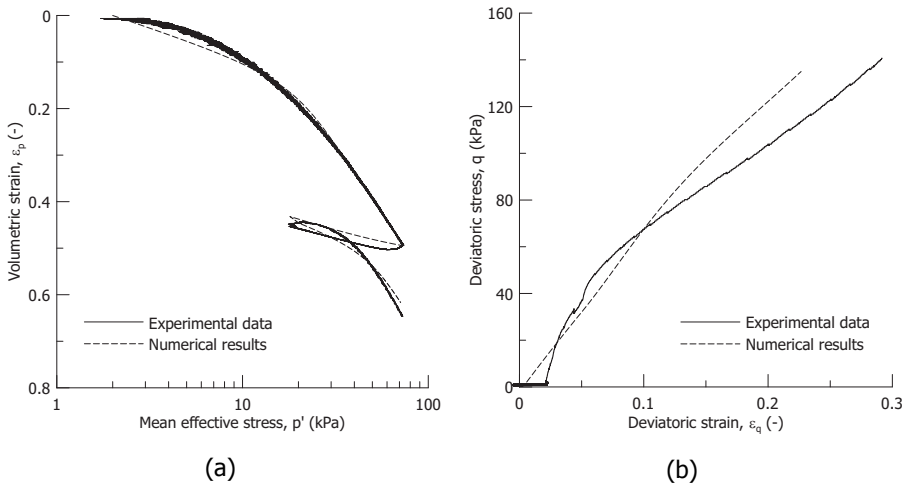 0
0.2
0.4
0.6
0.8
Volumetric strain, εp (-)
Experimental data
Numerical results
1
10
100
Mean effective stress, p' (kPa)
(a)
160
120
80
40
0
Deviatoric stress, q (kPa)
Experimental data
Numerical results
0
0.1
0.2
0.3
Deviatoric strain, εq (-)
(b)